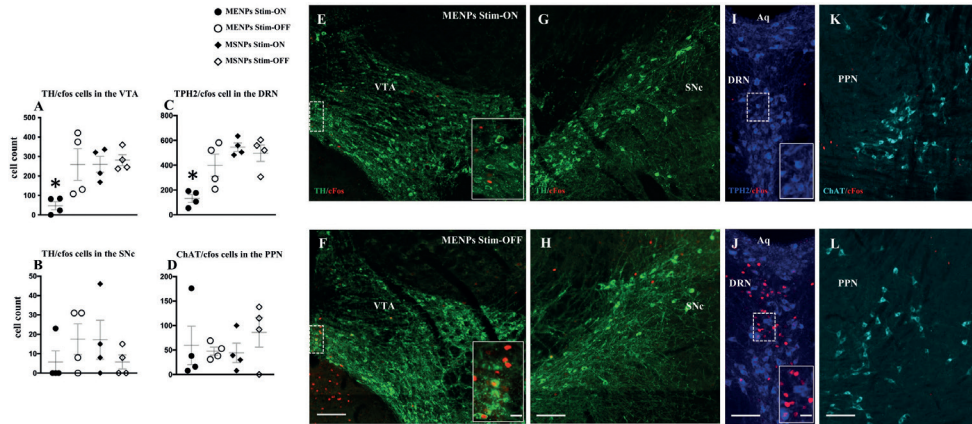 MENPs Stim-ON
MENPs Stim-OFF
MSNPs Stim-ON
MSNPs Stim-OFF
TH/cfos cells in the VTA
A
cell count
500
400
300
200
100
0
*
TPH2/cfos cell in the DRN
C
800
600
400
200
0
*
TH/cfos cells in the SNc
B
cell count
50
40
30
20
10
0
ChAT/cfos cells in the PPN
D
200
150
100
50
0
E
MENPs Stim-ON
VTA
TH/cFos
G
SNc
TH/cFos
I
Aq
DRN
TPH2/cFos
K
PPN
ChAT/cFos
F
MENPs Stim-OFF
VTA
H
SNc
J
Aq
DRN
L
PPN